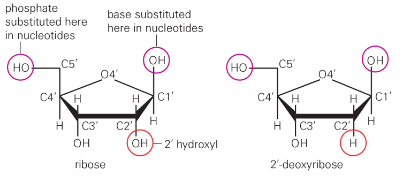 phosphate
substituted here
in nucleotides
base substituted
here in nucleotides
HO
C5′
OH
O4′
C4′
H
H
C1′
H
C3′
C2′
H
OH
OH
2′ hydroxyl
ribose
HO
C5′
OH
O4′
C4′
H
H
C1′
H
C3′
C2′
H
OH
H
2′-deoxyribose